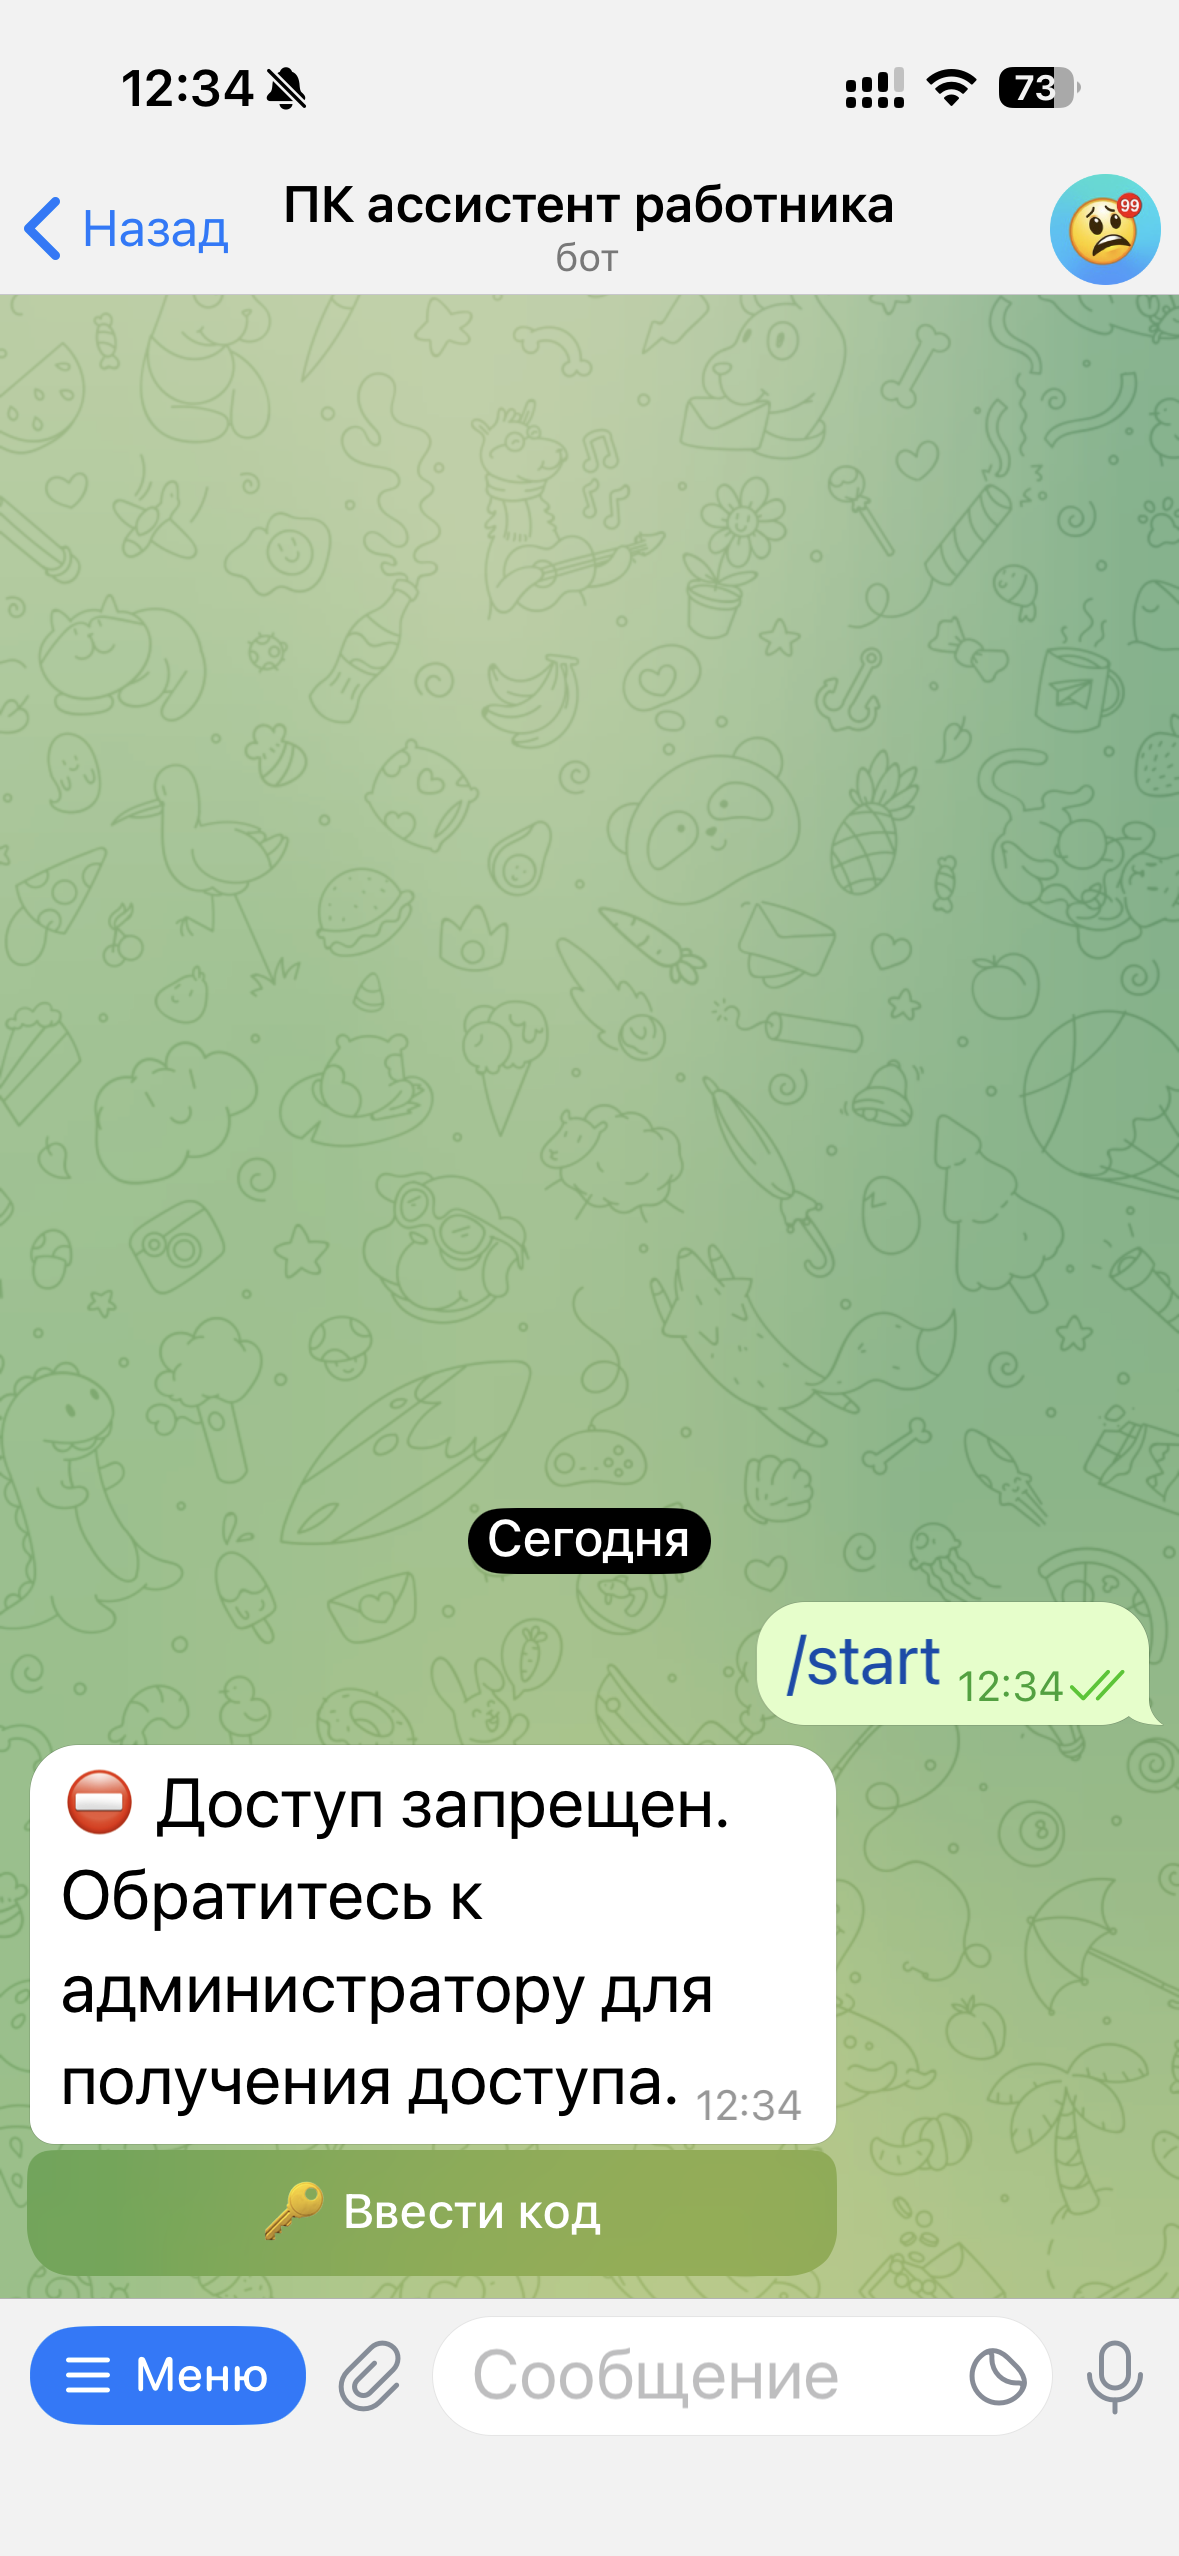 12:34
73
Назад
ПК ассистент работника
бот
99
Сегодня
/start 12:34
⛔ Доступ запрещен.
Обратитесь к
администратору для
получения доступа. 12:34
🔑 Ввести код
Меню
Сообщение